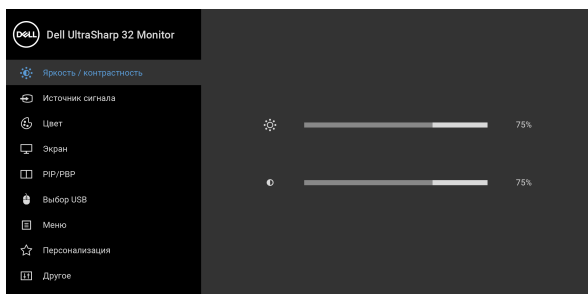 DELL Dell UltraSharp 32 Monitor
Яркость / контрастность
Источник сигнала
Цвет
75%
Экран
PIP/PBP
75%
Выбор USB
Меню
Персонализация
Другое